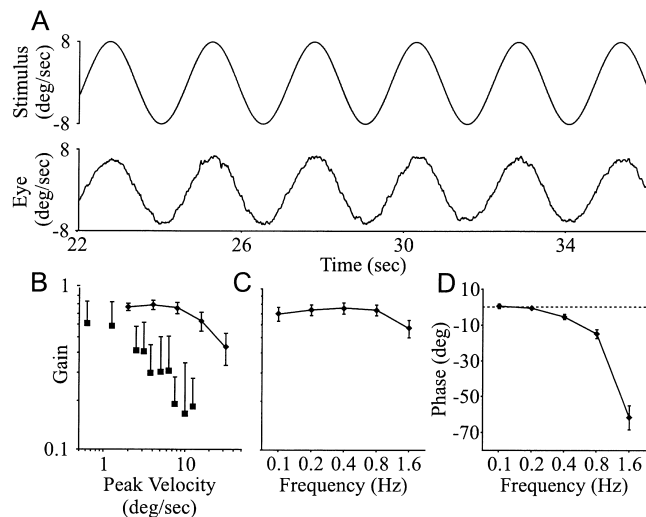 A
8
Stimulus
(deg/sec)
-8
8
Eye
(deg/sec)
-8
22 26 30 34
Time (sec)
B
1
Gain
0.1
1 10
Peak Velocity
(deg/sec)
C
0.1 0.2 0.4 0.8 1.6
Frequency (Hz)
D
10
-10
-30
-50
-70
Phase (deg)
0.1 0.2 0.4 0.8 1.6
Frequency (Hz)